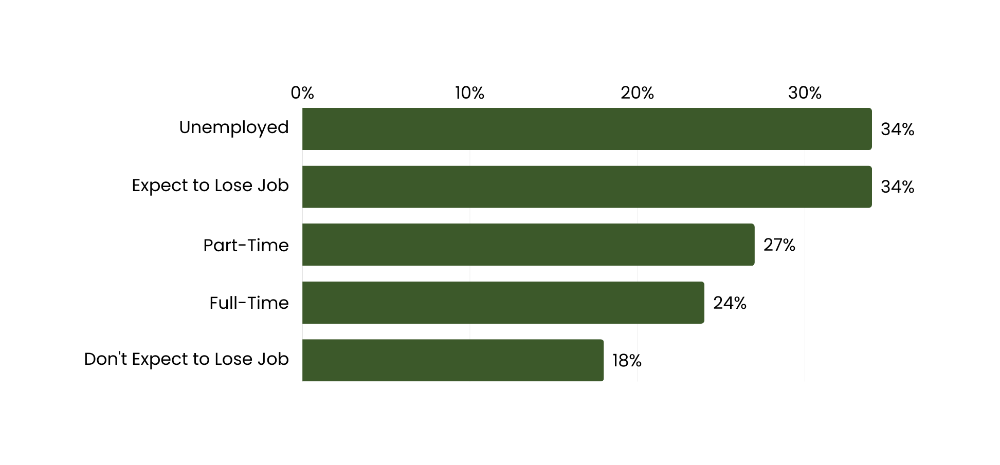 0% 10% 20% 30%
Unemployed 34%
Expect to Lose Job 34%
Part-Time 27%
Full-Time 24%
Don't Expect to Lose Job 18%